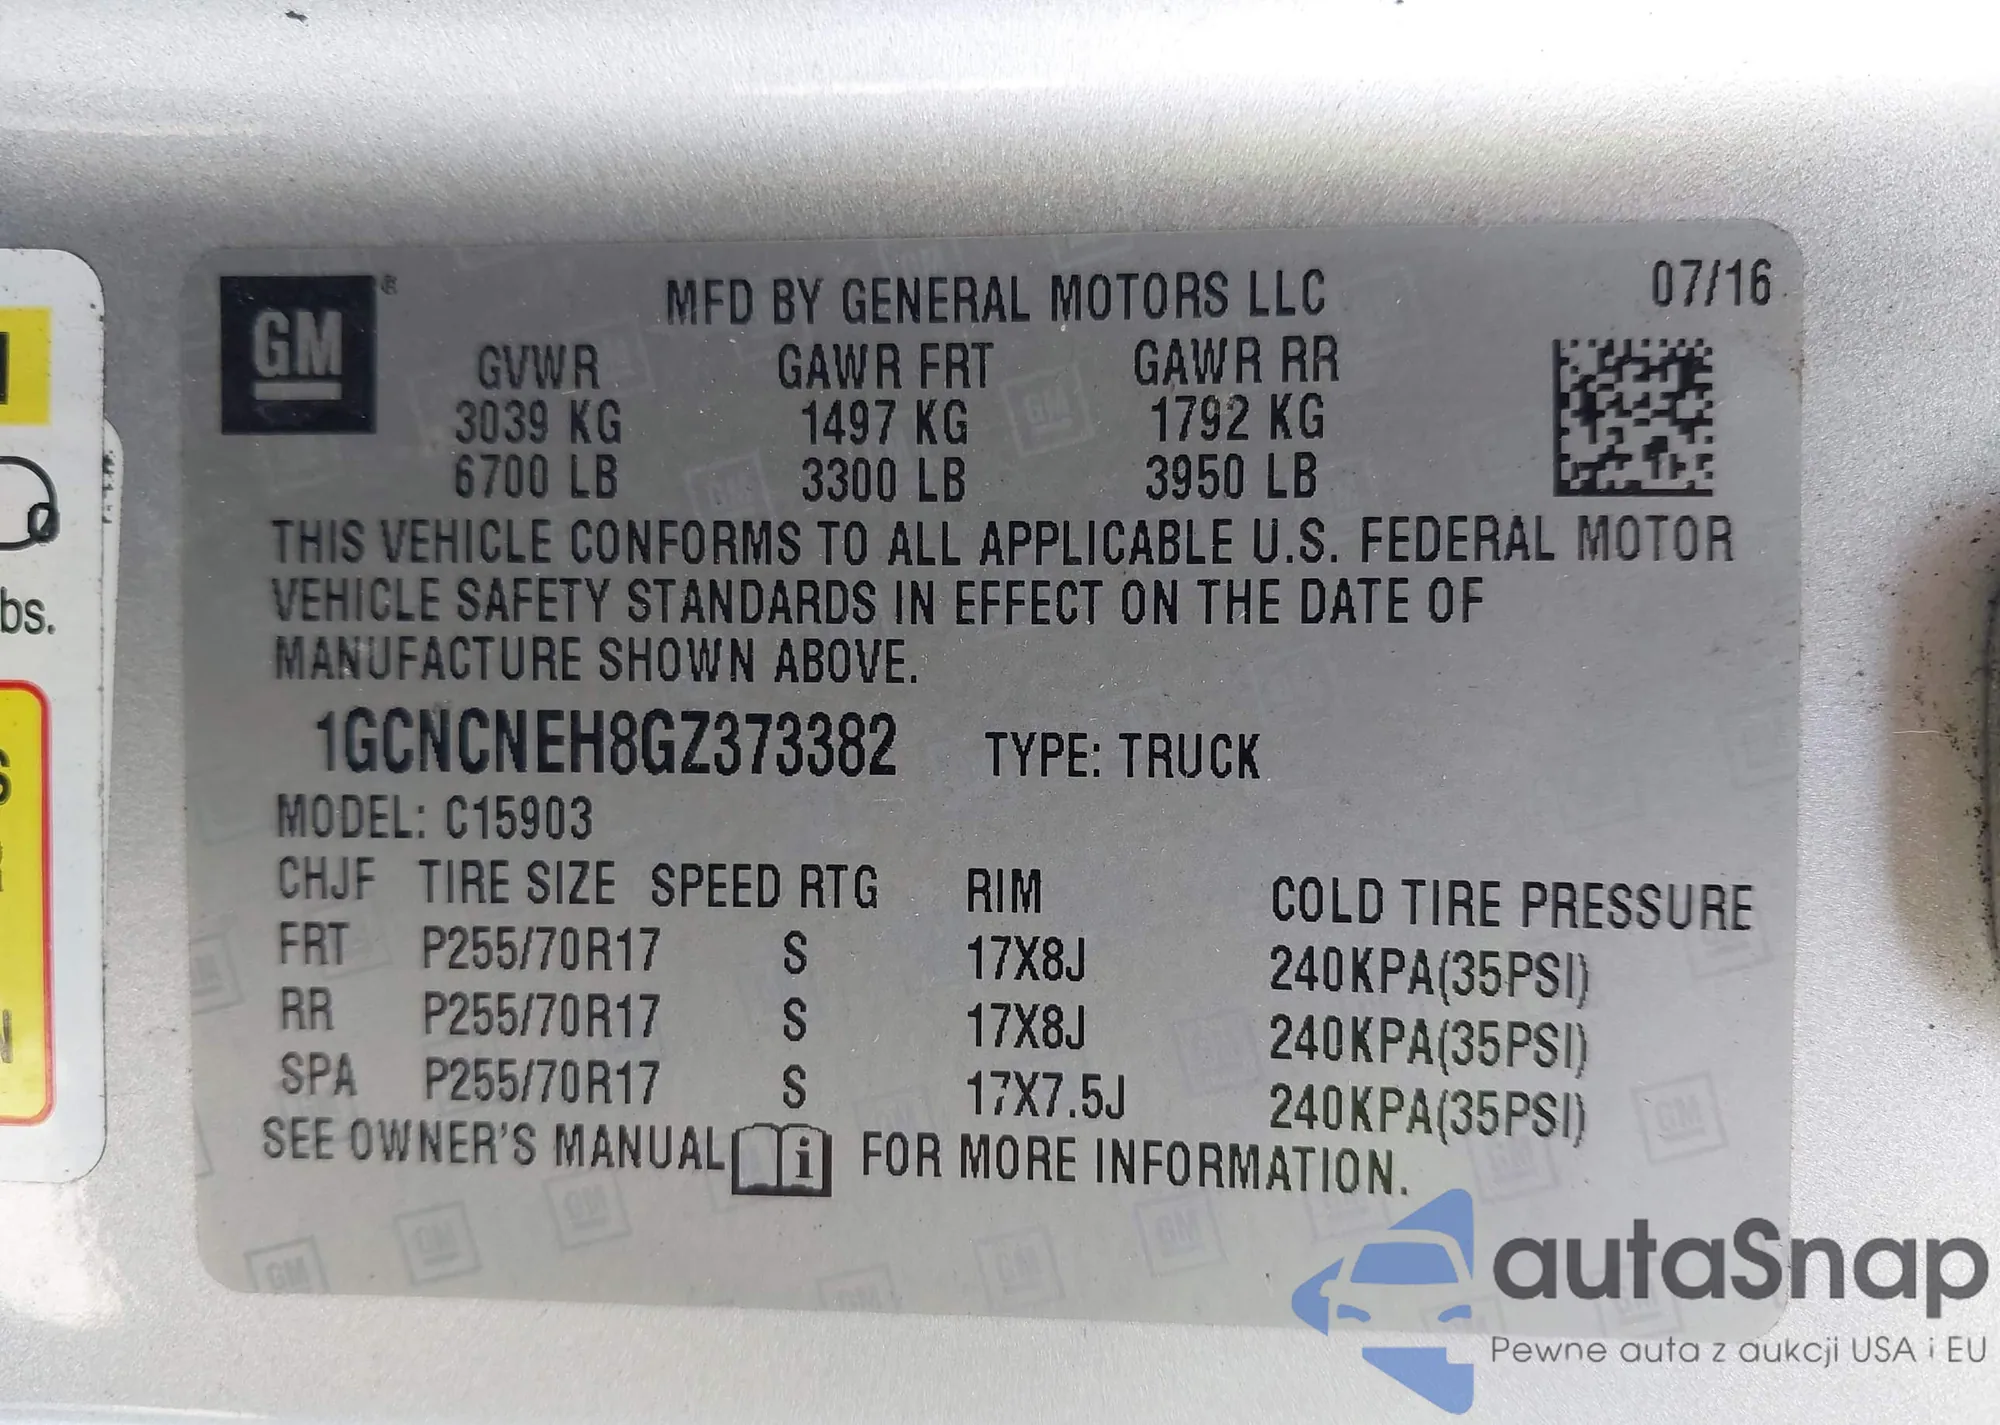 GM
®
MFD BY GENERAL MOTORS LLC
07/16
GVWR GAWR FRT GAWR RR
3039 KG 1497 KG 1792 KG
6700 LB 3300 LB 3950 LB
THIS VEHICLE CONFORMS TO ALL APPLICABLE U.S. FEDERAL MOTOR
VEHICLE SAFETY STANDARDS IN EFFECT ON THE DATE OF
MANUFACTURE SHOWN ABOVE.
1GCNCNEH8GZ373382 TYPE: TRUCK
MODEL: C15903
CHJF TIRE SIZE SPEED RTG RIM COLD TIRE PRESSURE
FRT P255/70R17 S 17X8J 240KPA(35PSI)
RR P255/70R17 S 17X8J 240KPA(35PSI)
SPA P255/70R17 S 17X7.5J 240KPA(35PSI)
SEE OWNER'S MANUAL i FOR MORE INFORMATION.
bs.
S
N
autaSnap
Pewne auta z aukcji USA i EU